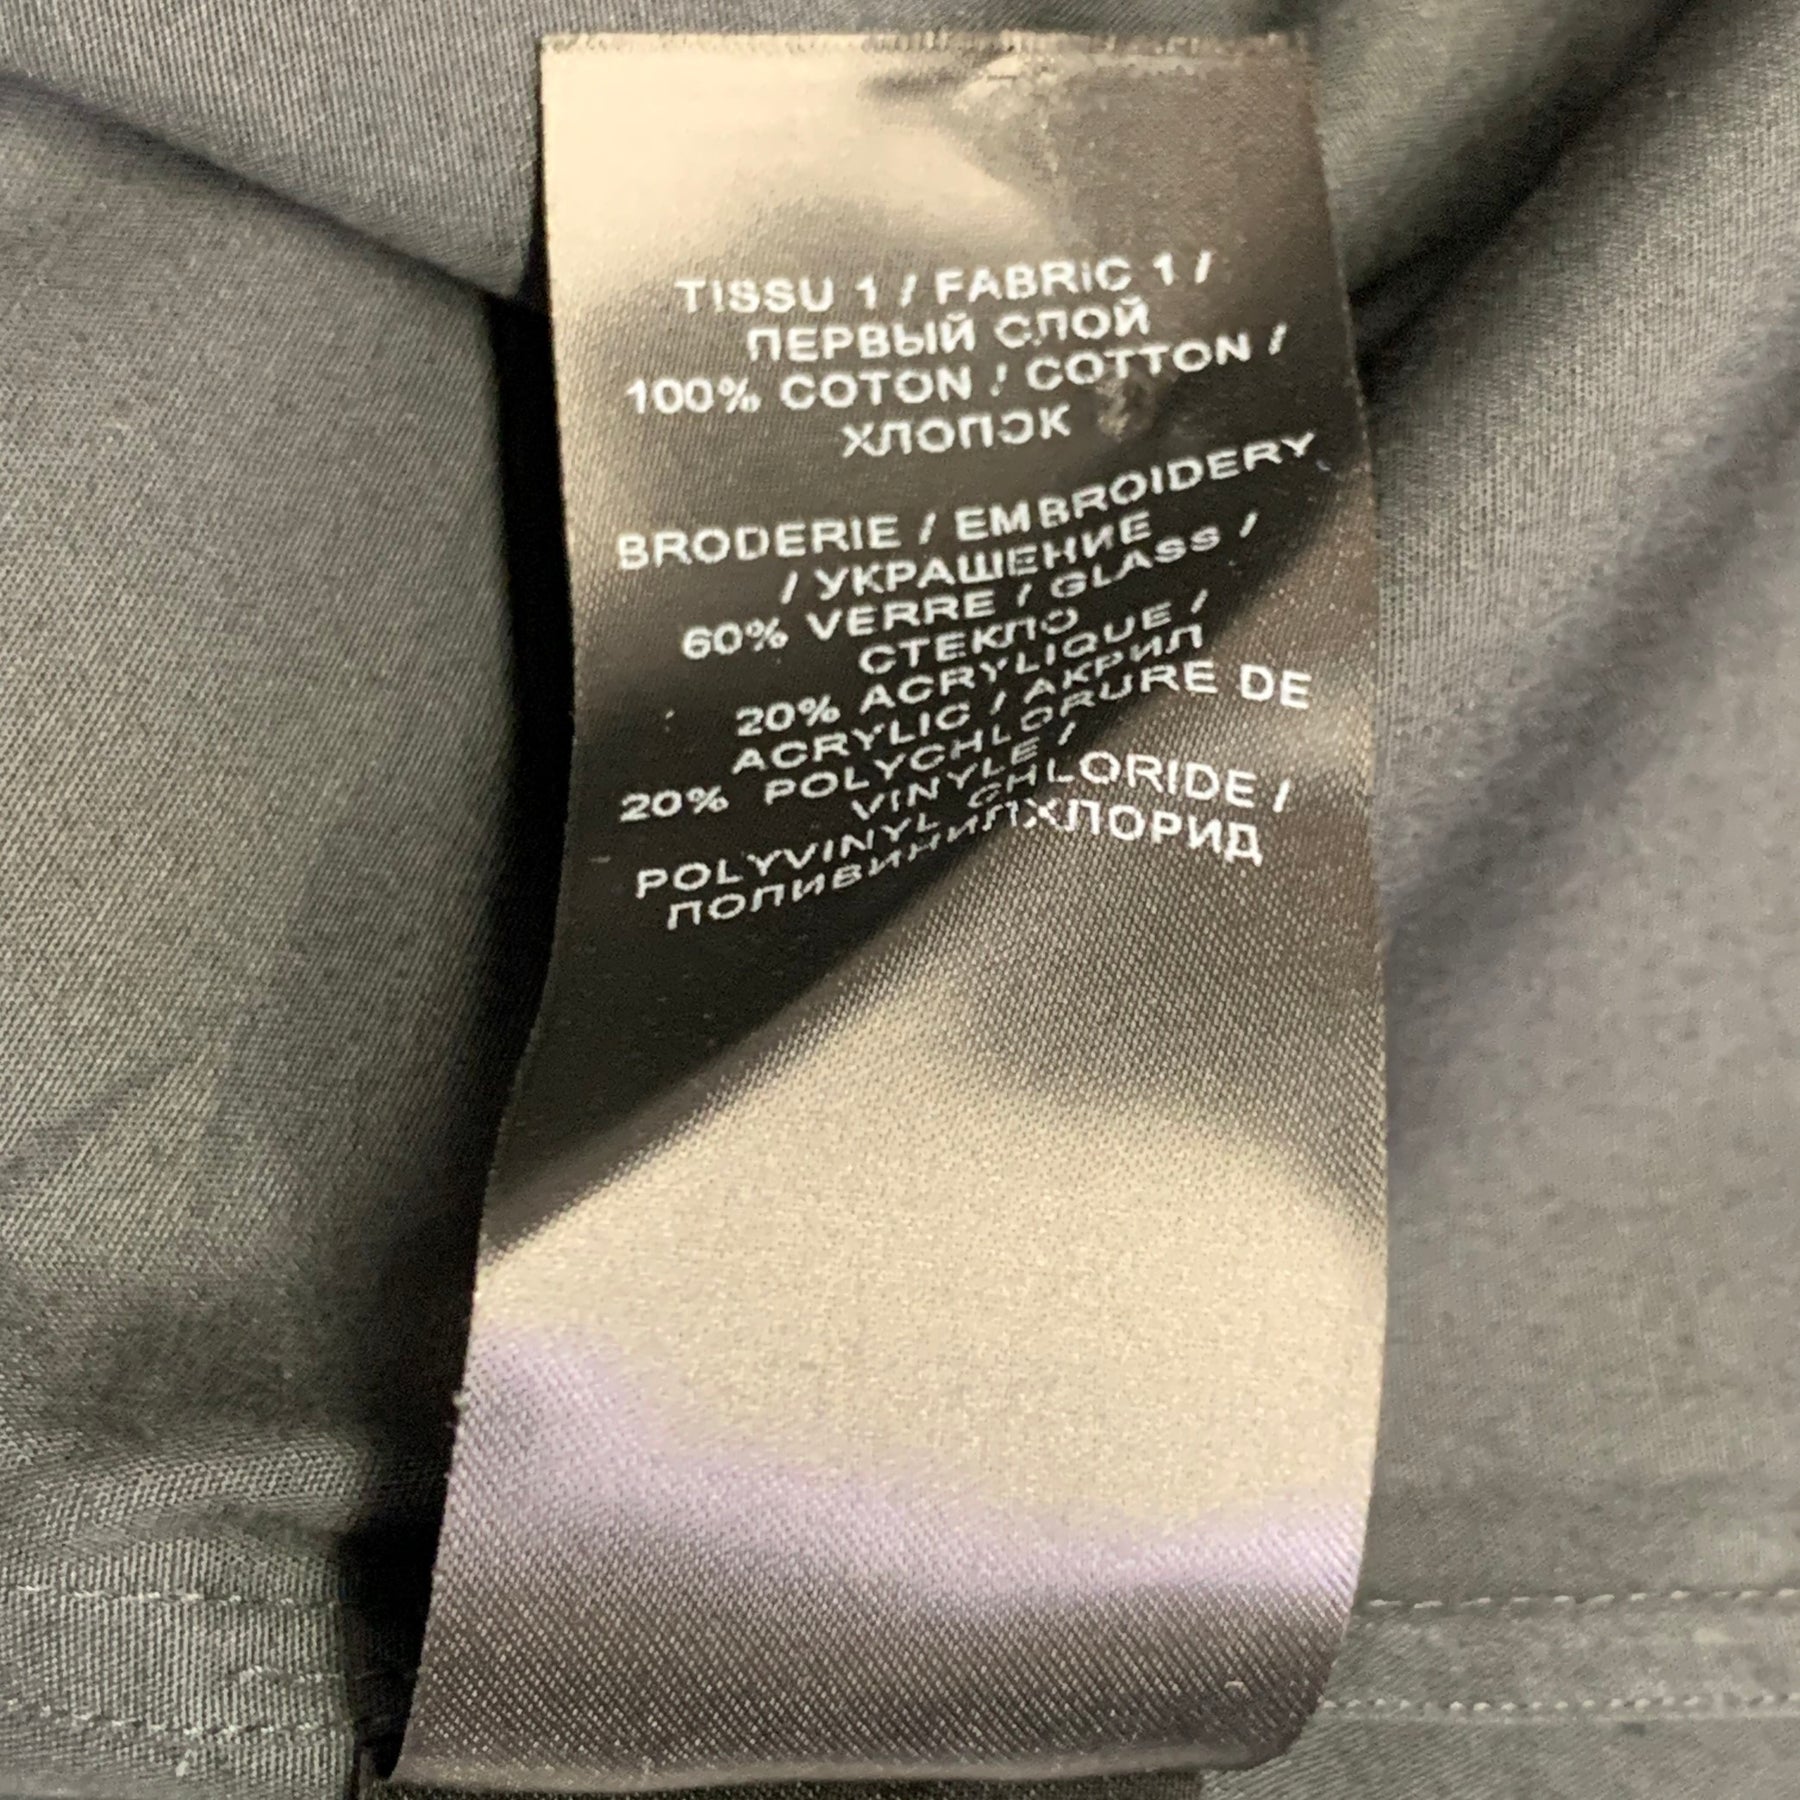 TISSU 1 / FABRIC 1 /
ПЕРВЫЙ СЛОЙ
100% COTON / COTTON /
ХЛОПОК
BRODERIE / EMBROIDERY
/ УКРАШЕНИЕ
60% VERRE / GLASS /
СТЕКЛО
20% ACRYLIQUE /
ACRYLIC / АКРИЛ
20% POLYCHLORURE DE
VINYLE /
POLYVINYL CHLORIDE /
ПОЛИВИНИЛХЛОРИД